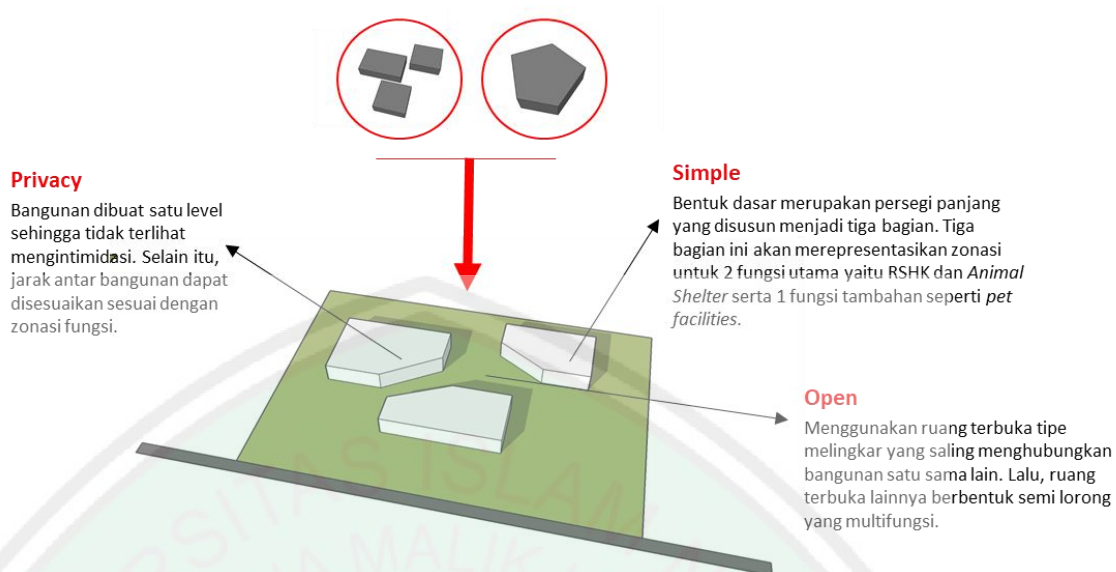 Privacy
Bangunan dibuat satu level
sehingga tidak terlihat
mengintimidasi. Selain itu,
jarak antar bangunan dapat
disesuaikan sesuai dengan
zonasi fungsi.
Simple
Bentuk dasar merupakan persegi panjang
yang disusun menjadi tiga bagian. Tiga
bagian ini akan merepresentasikan zonasi
untuk 2 fungsi utama yaitu RSHK dan Animal
Shelter serta 1 fungsi tambahan seperti pet
facilities.
Open
Menggunakan ruang terbuka tipe
melingkar yang saling menghubungkan
bangunan satu sama lain. Lalu, ruang
terbuka lainnya berbentuk semi lorong
yang multifungsi.
SITAS ISLAM
MALIK